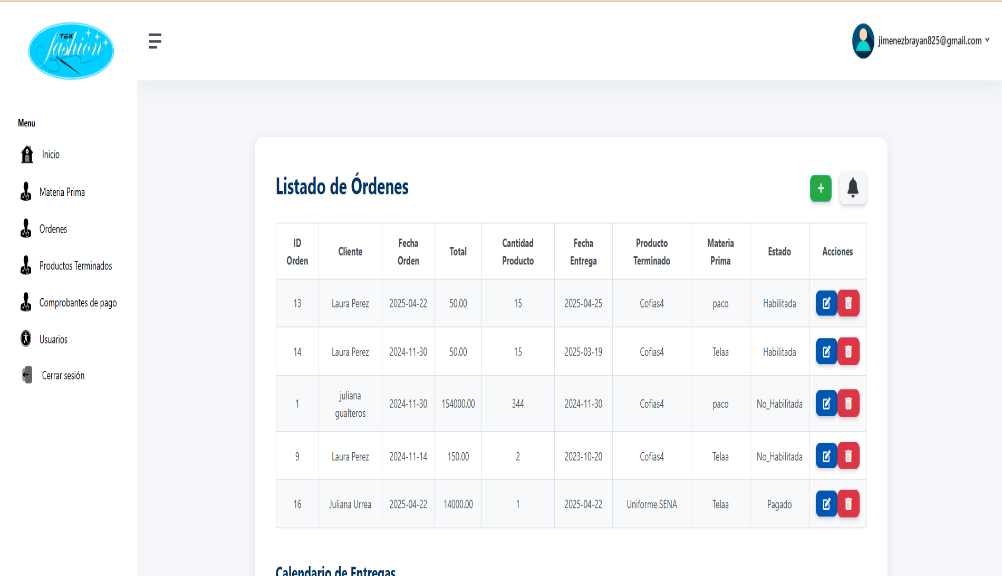 TEX
fashion
jimenezbrayan825@gmail.com
Menu
Inicio
Materia Prima
Ordenes
Productos Terminados
Comprobantes de pago
Usuarios
Cerrar sesión
Listado de Órdenes
+
ID Orden Cliente Fecha Orden Total Cantidad Producto Fecha Entrega Producto Terminado Materia Prima Estado Acciones
13 Laura Perez 2025-04-22 50.00 15 2025-04-25 Cofias4 paco Habilitada
14 Laura Perez 2024-11-30 50.00 15 2025-03-19 Cofias4 Telaa Habilitada
1 juliana gualteros 2024-11-30 154000.00 344 2024-11-30 Cofias4 paco No_Habilitada
9 Laura Perez 2024-11-14 150.00 2 2023-10-20 Cofias4 Telaa No_Habilitada
16 Juliana Urrea 2025-04-22 14000.00 1 2025-04-22 Uniforme SENA Telaa Pagado
Calendario de Entregas